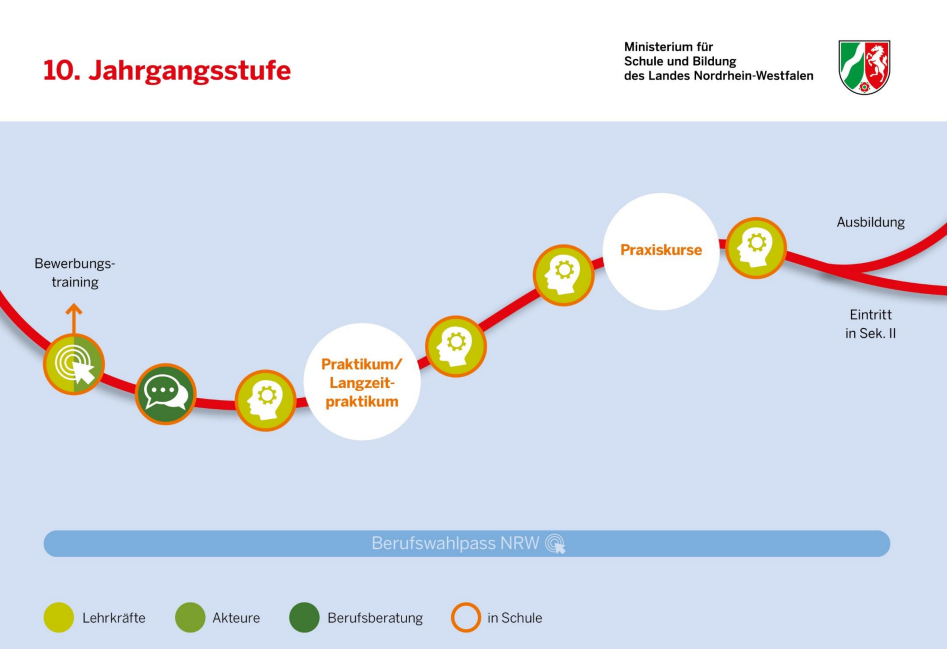 10. Jahrgangsstufe
Ministerium für
Schule und Bildung
des Landes Nordrhein-Westfalen
Bewerbungs-
training
Praktikum/
Langzeit-
praktikum
Praxiskurse
Ausbildung
Eintritt
in Sek. II
Berufswahlpass NRW
Lehrkräfte
Akteure
Berufsberatung
in Schule